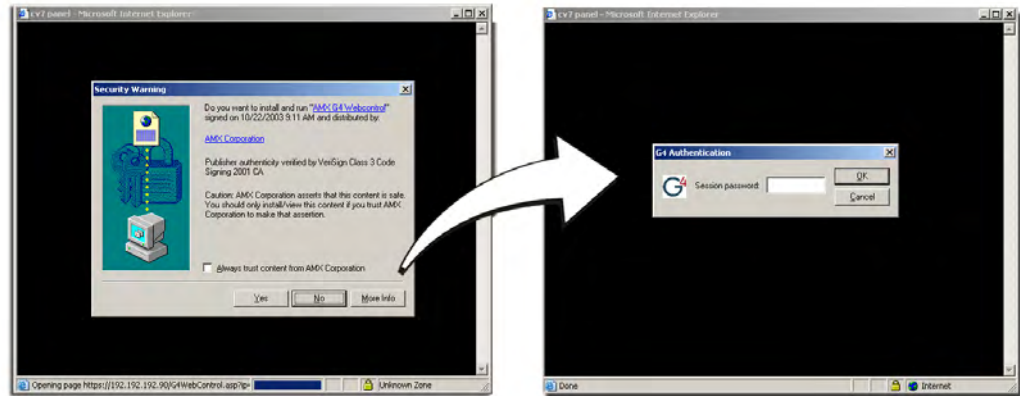 cv7 panel - Microsoft Internet Explorer
Security Warning
Do you want to install and run "AMX G4 Webcontrol"
signed on 10/22/2003 9:11 AM and distributed by:
AMX Corporation
Publisher authenticity verified by VeriSign Class 3 Code
Signing 2001 CA
Caution: AMX Corporation asserts that this content is safe.
You should only install/view this content if you trust AMX
Corporation to make that assertion.
Always trust content from AMX Corporation
Yes
No
More Info
Opening page https://192.192.192.90/G4WebControl.asp?ip=
Unknown Zone
cv7 panel - Microsoft Internet Explorer
G4 Authentication
G4
Session password:
OK
Cancel
Done
Internet